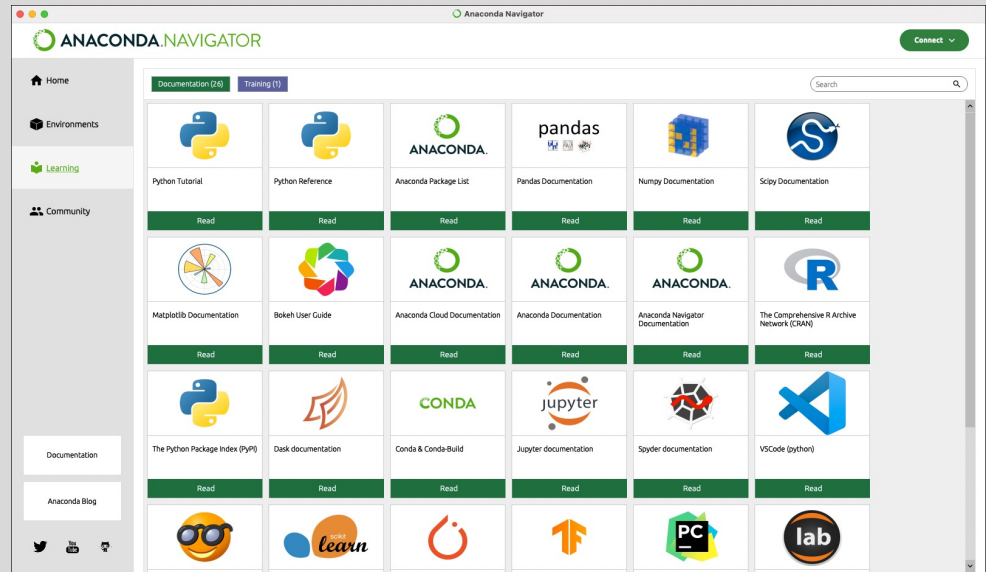 Anaconda Navigator
ANACONDA.NAVIGATOR
Connect
Home
Environments
Learning
Community
Documentation
Anaconda Blog
You Tube
Documentation (26)
Training (1)
Search
ANACONDA.
pandas
Python Tutorial
Python Reference
Anaconda Package List
Pandas Documentation
Numpy Documentation
Scipy Documentation
Read
Read
Read
Read
Read
Read
ANACONDA.
ANACONDA.
ANACONDA.
R
Matplotlib Documentation
Bokeh User Guide
Anaconda Cloud Documentation
Anaconda Documentation
Anaconda Navigator
Documentation
The Comprehensive R Archive
Network (CRAN)
Read
Read
Read
Read
Read
Read
CONDA
jupyter
The Python Package Index (PyPI)
Dask documentation
Conda & Conda-Build
Jupyter documentation
Spyder documentation
VSCode (python)
Read
Read
Read
Read
Read
Read
scikit
learn
PC
lab